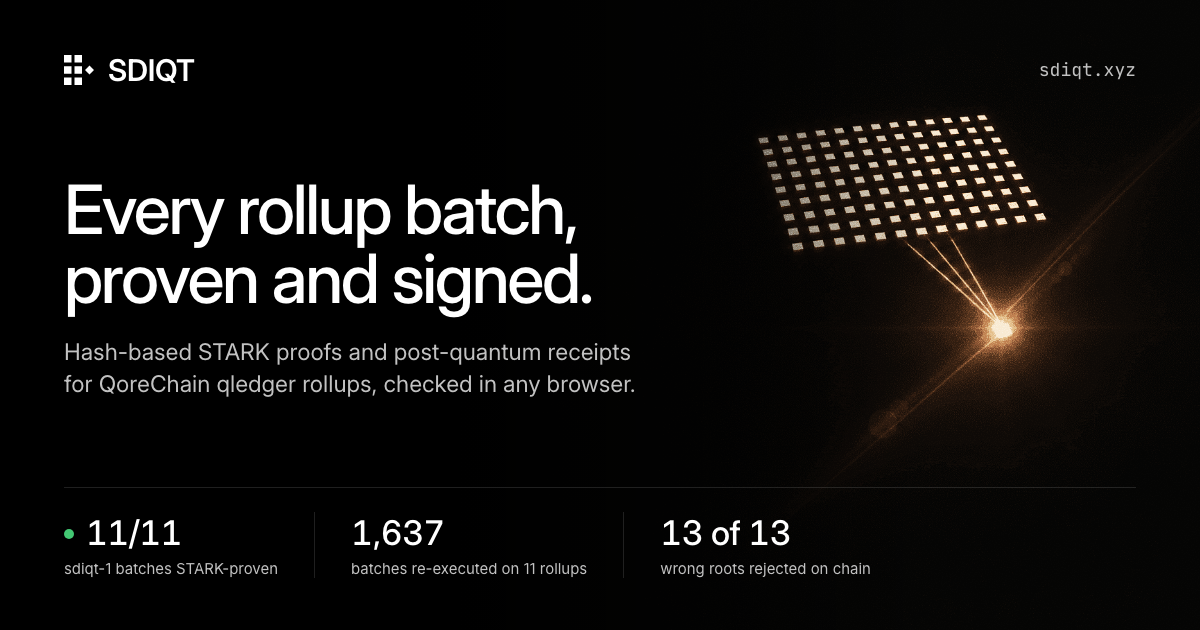 SDIQT
sdiqt.xyz
Every rollup batch,
proven and signed.
Hash-based STARK proofs and post-quantum receipts
for QoreChain qledger rollups, checked in any browser.
11/11
sdiqt-1 batches STARK-proven
1,637
batches re-executed on 11 rollups
13 of 13
wrong roots rejected on chain